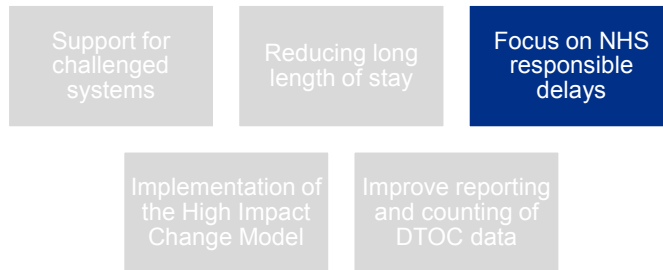 Support for
challenged
systems
Reducing long
length of stay
Focus on NHS
responsible
delays
Implementation of
the High Impact
Change Model
Improve reporting
and counting of
DTOC data